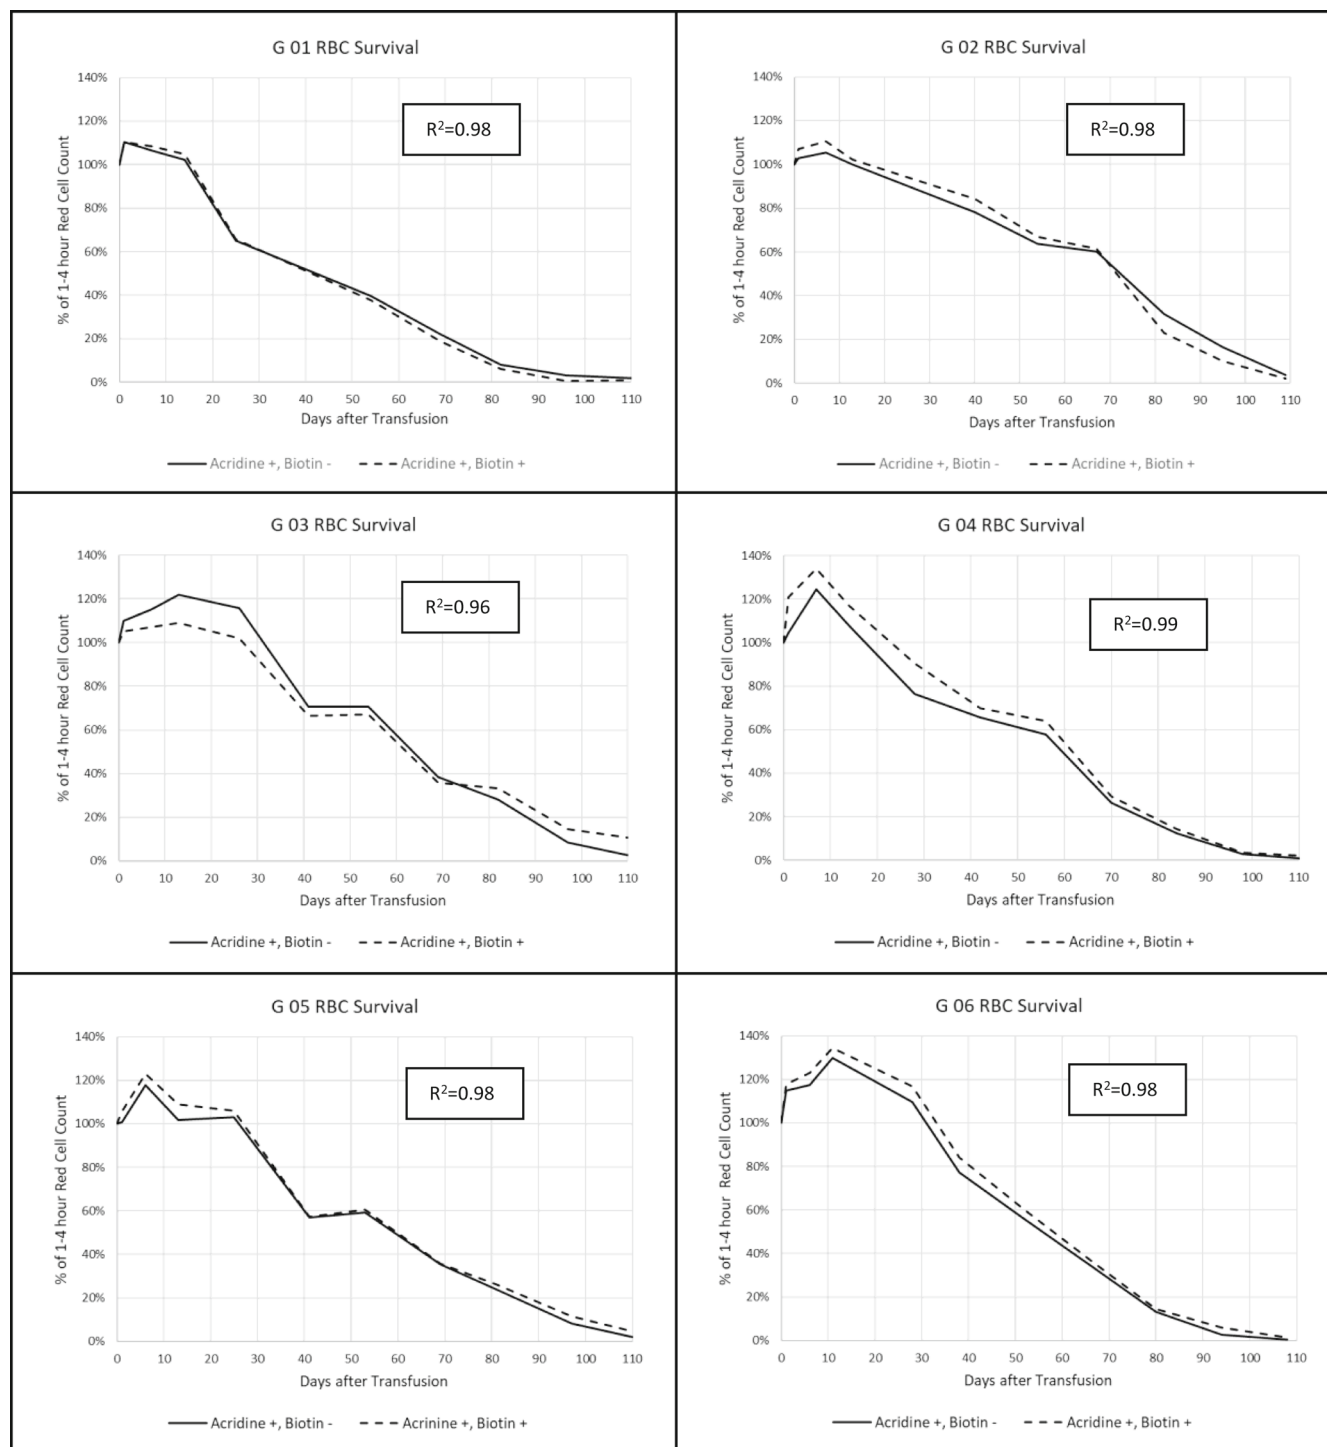 G 01 RBC Survival
% of 1-4 hour Red Cell Count
140%
120%
100%
80%
60%
40%
20%
0%
R²=0.98
0 10 20 30 40 50 60 70 80 90 100 110
Days after Transfusion
Acridine +, Biotin - Acridine +, Biotin +
G 02 RBC Survival
% of 1-4 hour Red Cell Count
140%
120%
100%
80%
60%
40%
20%
0%
R²=0.98
0 10 20 30 40 50 60 70 80 90 100 110
Days after Transfusion
Acridine +, Biotin - Acridine +, Biotin +
G 03 RBC Survival
% of 1-4 hour Red Cell Count
140%
120%
100%
80%
60%
40%
20%
0%
R²=0.96
0 10 20 30 40 50 60 70 80 90 100 110
Days after Transfusion
Acridine +, Biotin - Acridine +, Biotin +
G 04 RBC Survival
% of 1-4 hour Red Cell Count
140%
120%
100%
80%
60%
40%
20%
0%
R²=0.99
0 10 20 30 40 50 60 70 80 90 100 110
Days after Transfusion
Acridine +, Biotin - Acridine +, Biotin +
G 05 RBC Survival
% of 1-4 hour Red Cell Count
140%
120%
100%
80%
60%
40%
20%
0%
R²=0.98
0 10 20 30 40 50 60 70 80 90 100 110
Days after Transfusion
Acridine +, Biotin - Acrinine +, Biotin +
G 06 RBC Survival
% of 1-4 hour Red Cell Count
140%
120%
100%
80%
60%
40%
20%
0%
R²=0.98
0 10 20 30 40 50 60 70 80 90 100 110
Days after Transfusion
Acridine +, Biotin - Acridine +, Biotin +